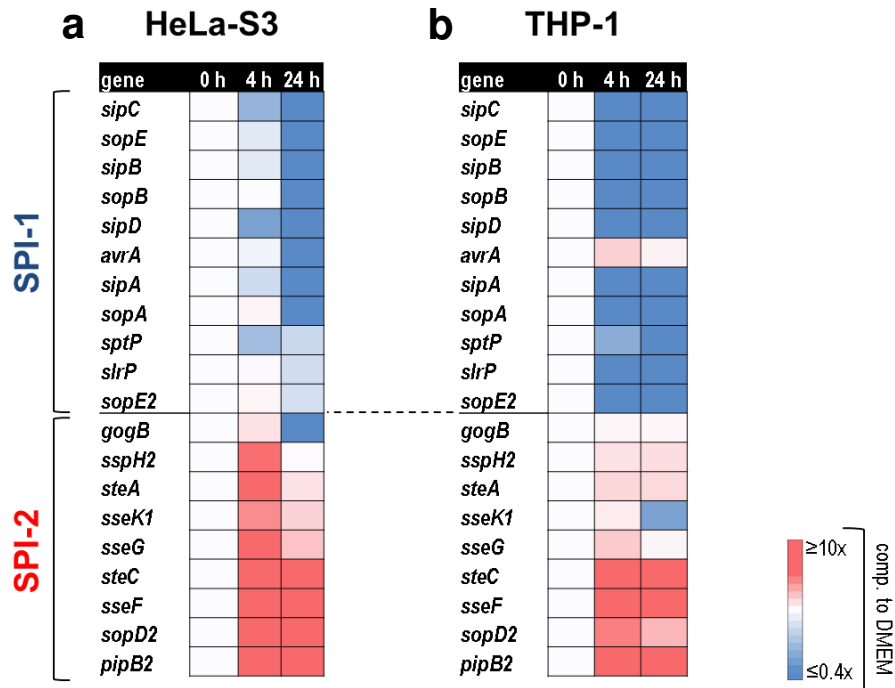 a HeLa-S3
b THP-1
gene 0 h 4 h 24 h
gene 0 h 4 h 24 h
SPI-1
sipC
sopE
sipB
sopB
sipD
avrA
sipA
sopA
sptP
slrP
sopE2
SPI-2
gogB
sspH2
steA
sseK1
sseG
steC
sseF
sopD2
pipB2
sipC
sopE
sipB
sopB
sipD
avrA
sipA
sopA
sptP
slrP
sopE2
gogB
sspH2
steA
sseK1
sseG
steC
sseF
sopD2
pipB2
≥10x
≤0.4x
comp. to DMEM